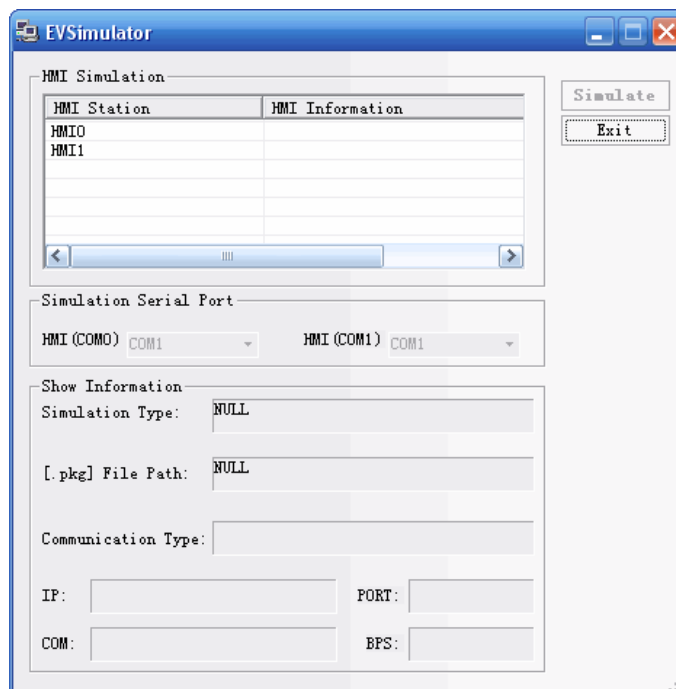 EVSimulator
HMI Simulation
HMI Station HMI Information
HMI0
HMI1
Simulate
Exit
Simulation Serial Port
HMI(COM0) COM1 HMI(COM1) COM1
Show Information
Simulation Type: NULL
[.pkg] File Path: NULL
Communication Type:
IP: PORT:
COM: BPS: